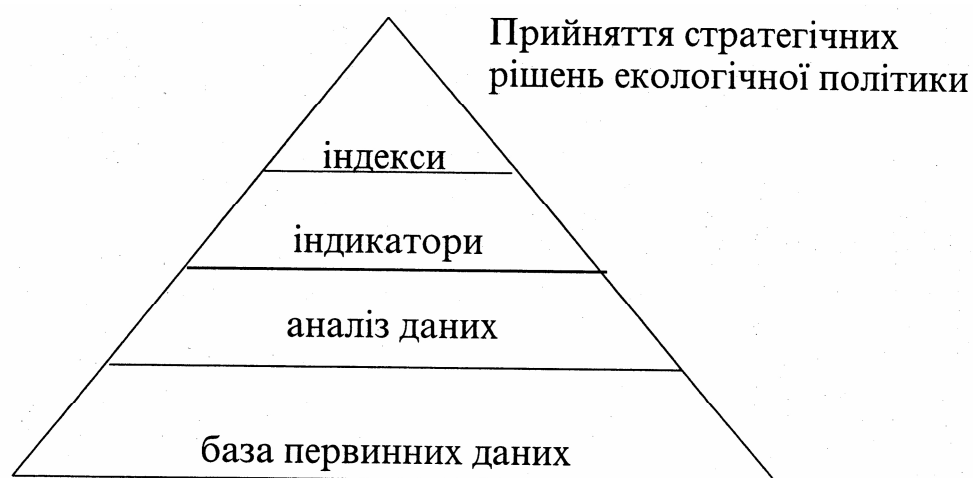 Прийняття стратегічних
рішень екологічної політики
індекси
індикатори
аналіз даних
база первинних даних